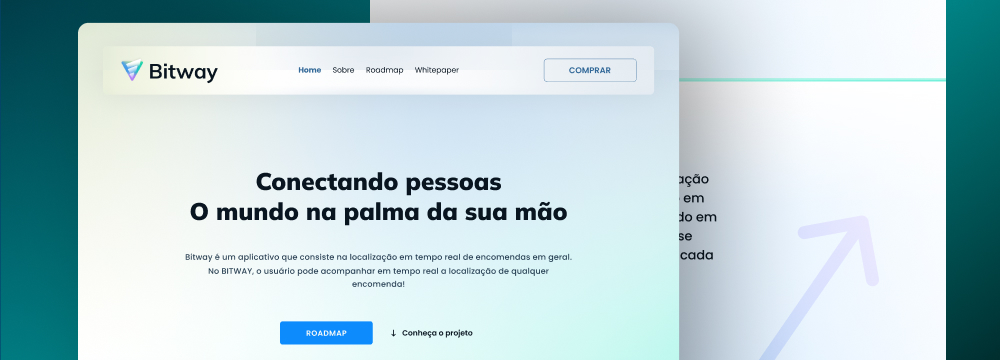 Bitway
Home Sobre Roadmap Whitepaper
COMPRAR
Conectando pessoas
O mundo na palma da sua mão
Bitway é um aplicativo que consiste na localização em tempo real de encomendas em geral.
No BITWAY, o usuário pode acompanhar em tempo real a localização de qualquer
encomenda!
ROADMAP
↓ Conheça o projeto
ação
em
do em
se
cada